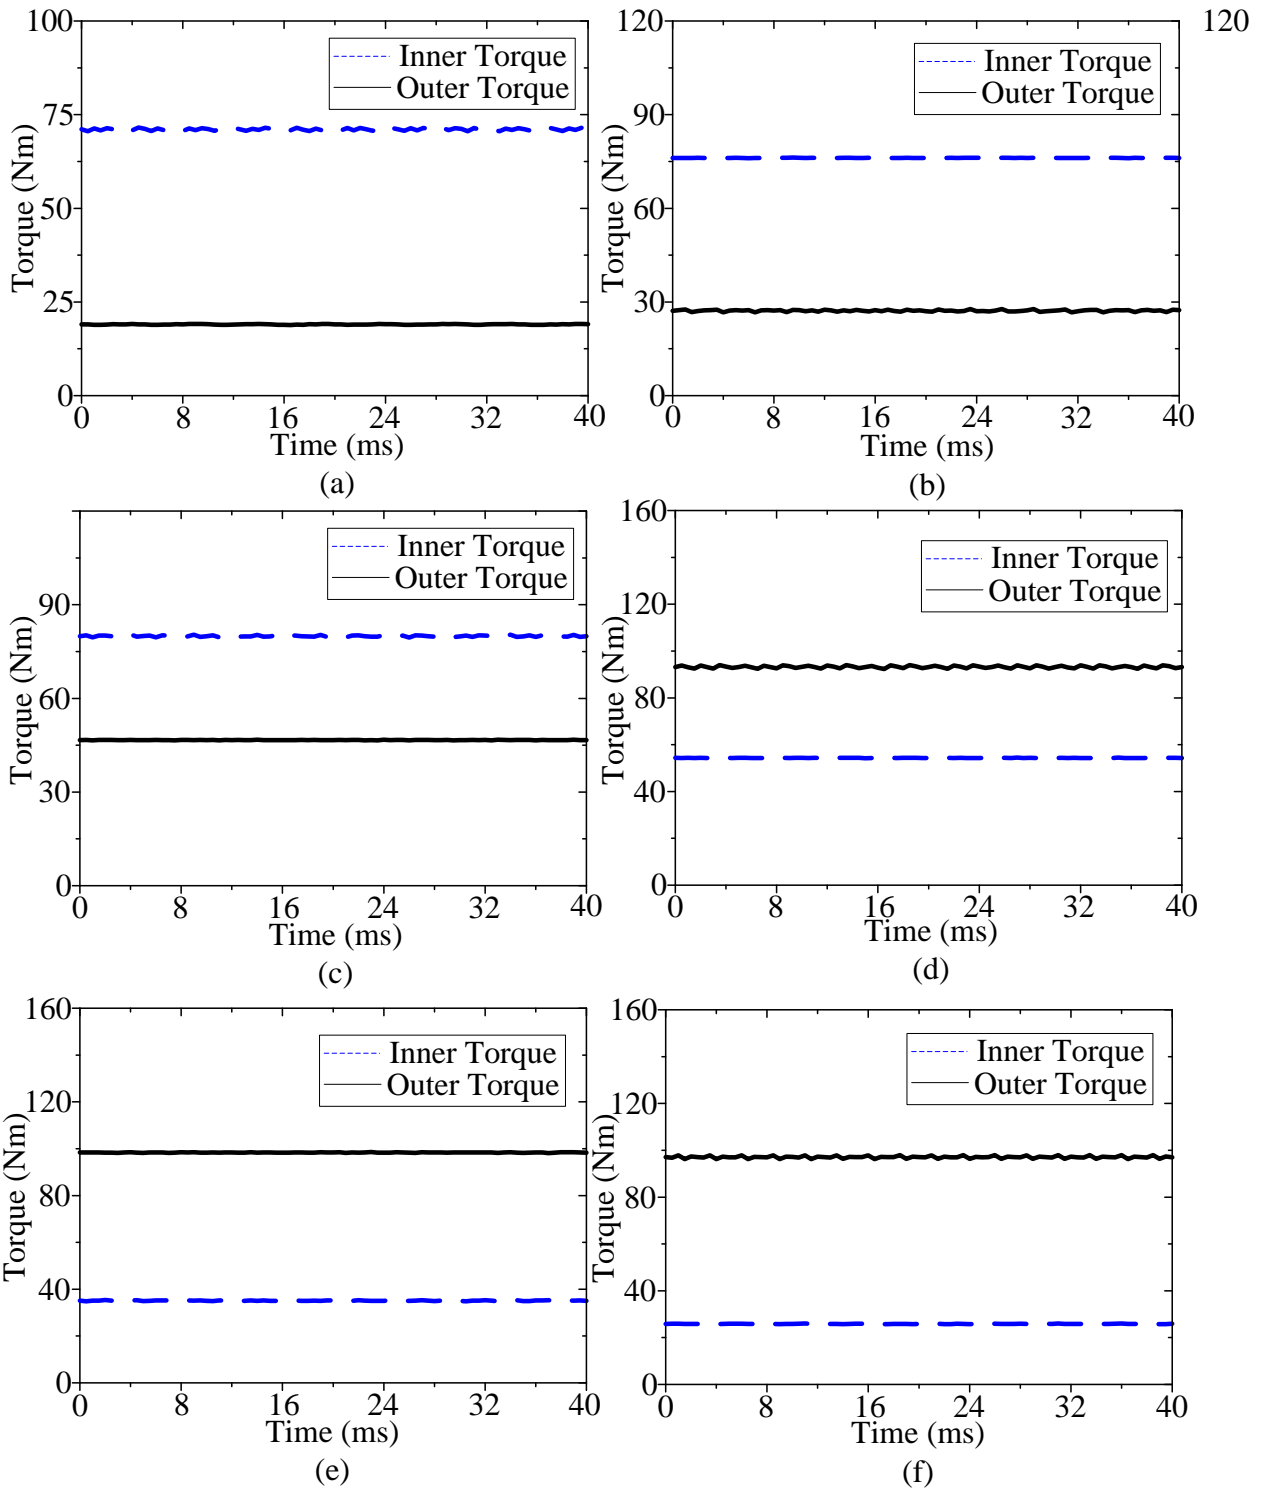 100
75
50
25
0
Torque (Nm)
Inner Torque
Outer Torque
0 8 16 24 32 40
Time (ms)
(a)
120
90
60
30
0
Torque (Nm)
Inner Torque
Outer Torque
0 8 16 24 32 40
Time (ms)
(b)
120
90
60
30
0
Torque (Nm)
Inner Torque
Outer Torque
0 8 16 24 32 40
Time (ms)
(c)
160
120
80
40
0
Torque (Nm)
Inner Torque
Outer Torque
0 8 16 24 32 40
Time (ms)
(d)
160
120
80
40
0
Torque (Nm)
Inner Torque
Outer Torque
0 8 16 24 32 40
Time (ms)
(e)
160
120
80
40
0
Torque (Nm)
Inner Torque
Outer Torque
0 8 16 24 32 40
Time (ms)
(f)